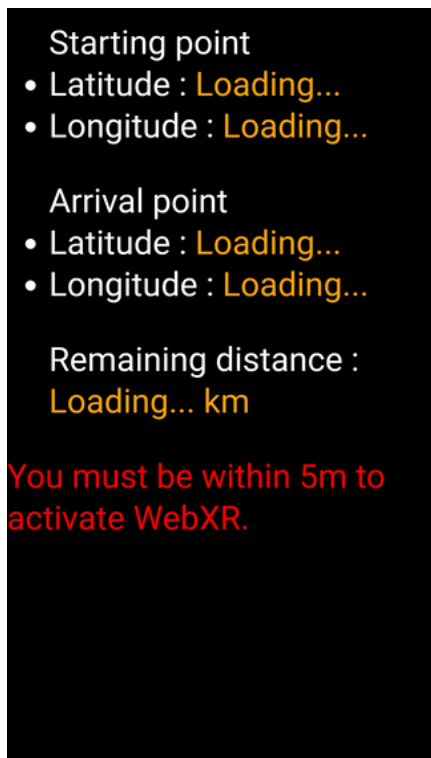 Starting point
• Latitude : Loading...
• Longitude : Loading...
Arrival point
• Latitude : Loading...
• Longitude : Loading...
Remaining distance :
Loading... km
You must be within 5m to
activate WebXR.